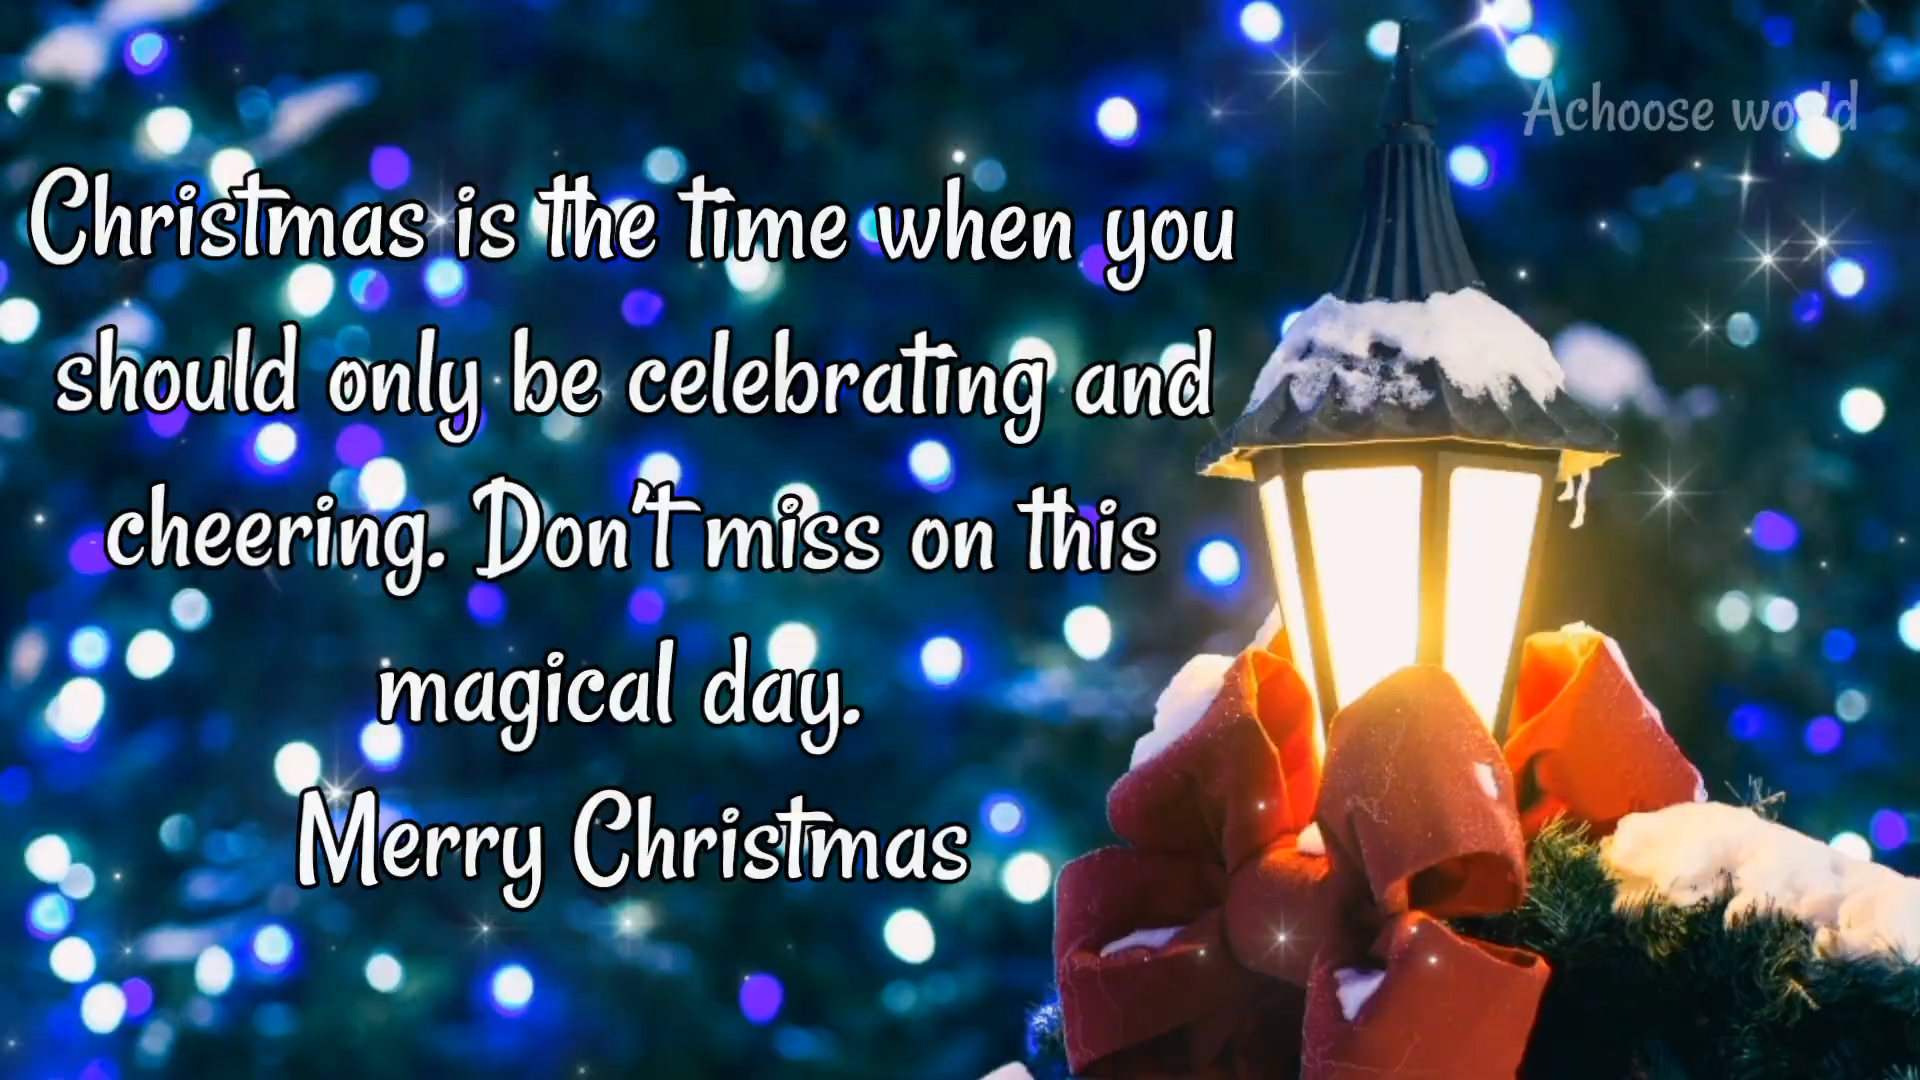 Achoose world
Christmas is the time when you
should only be celebrating and
cheering. Don't miss on this
magical day.
Merry Christmas